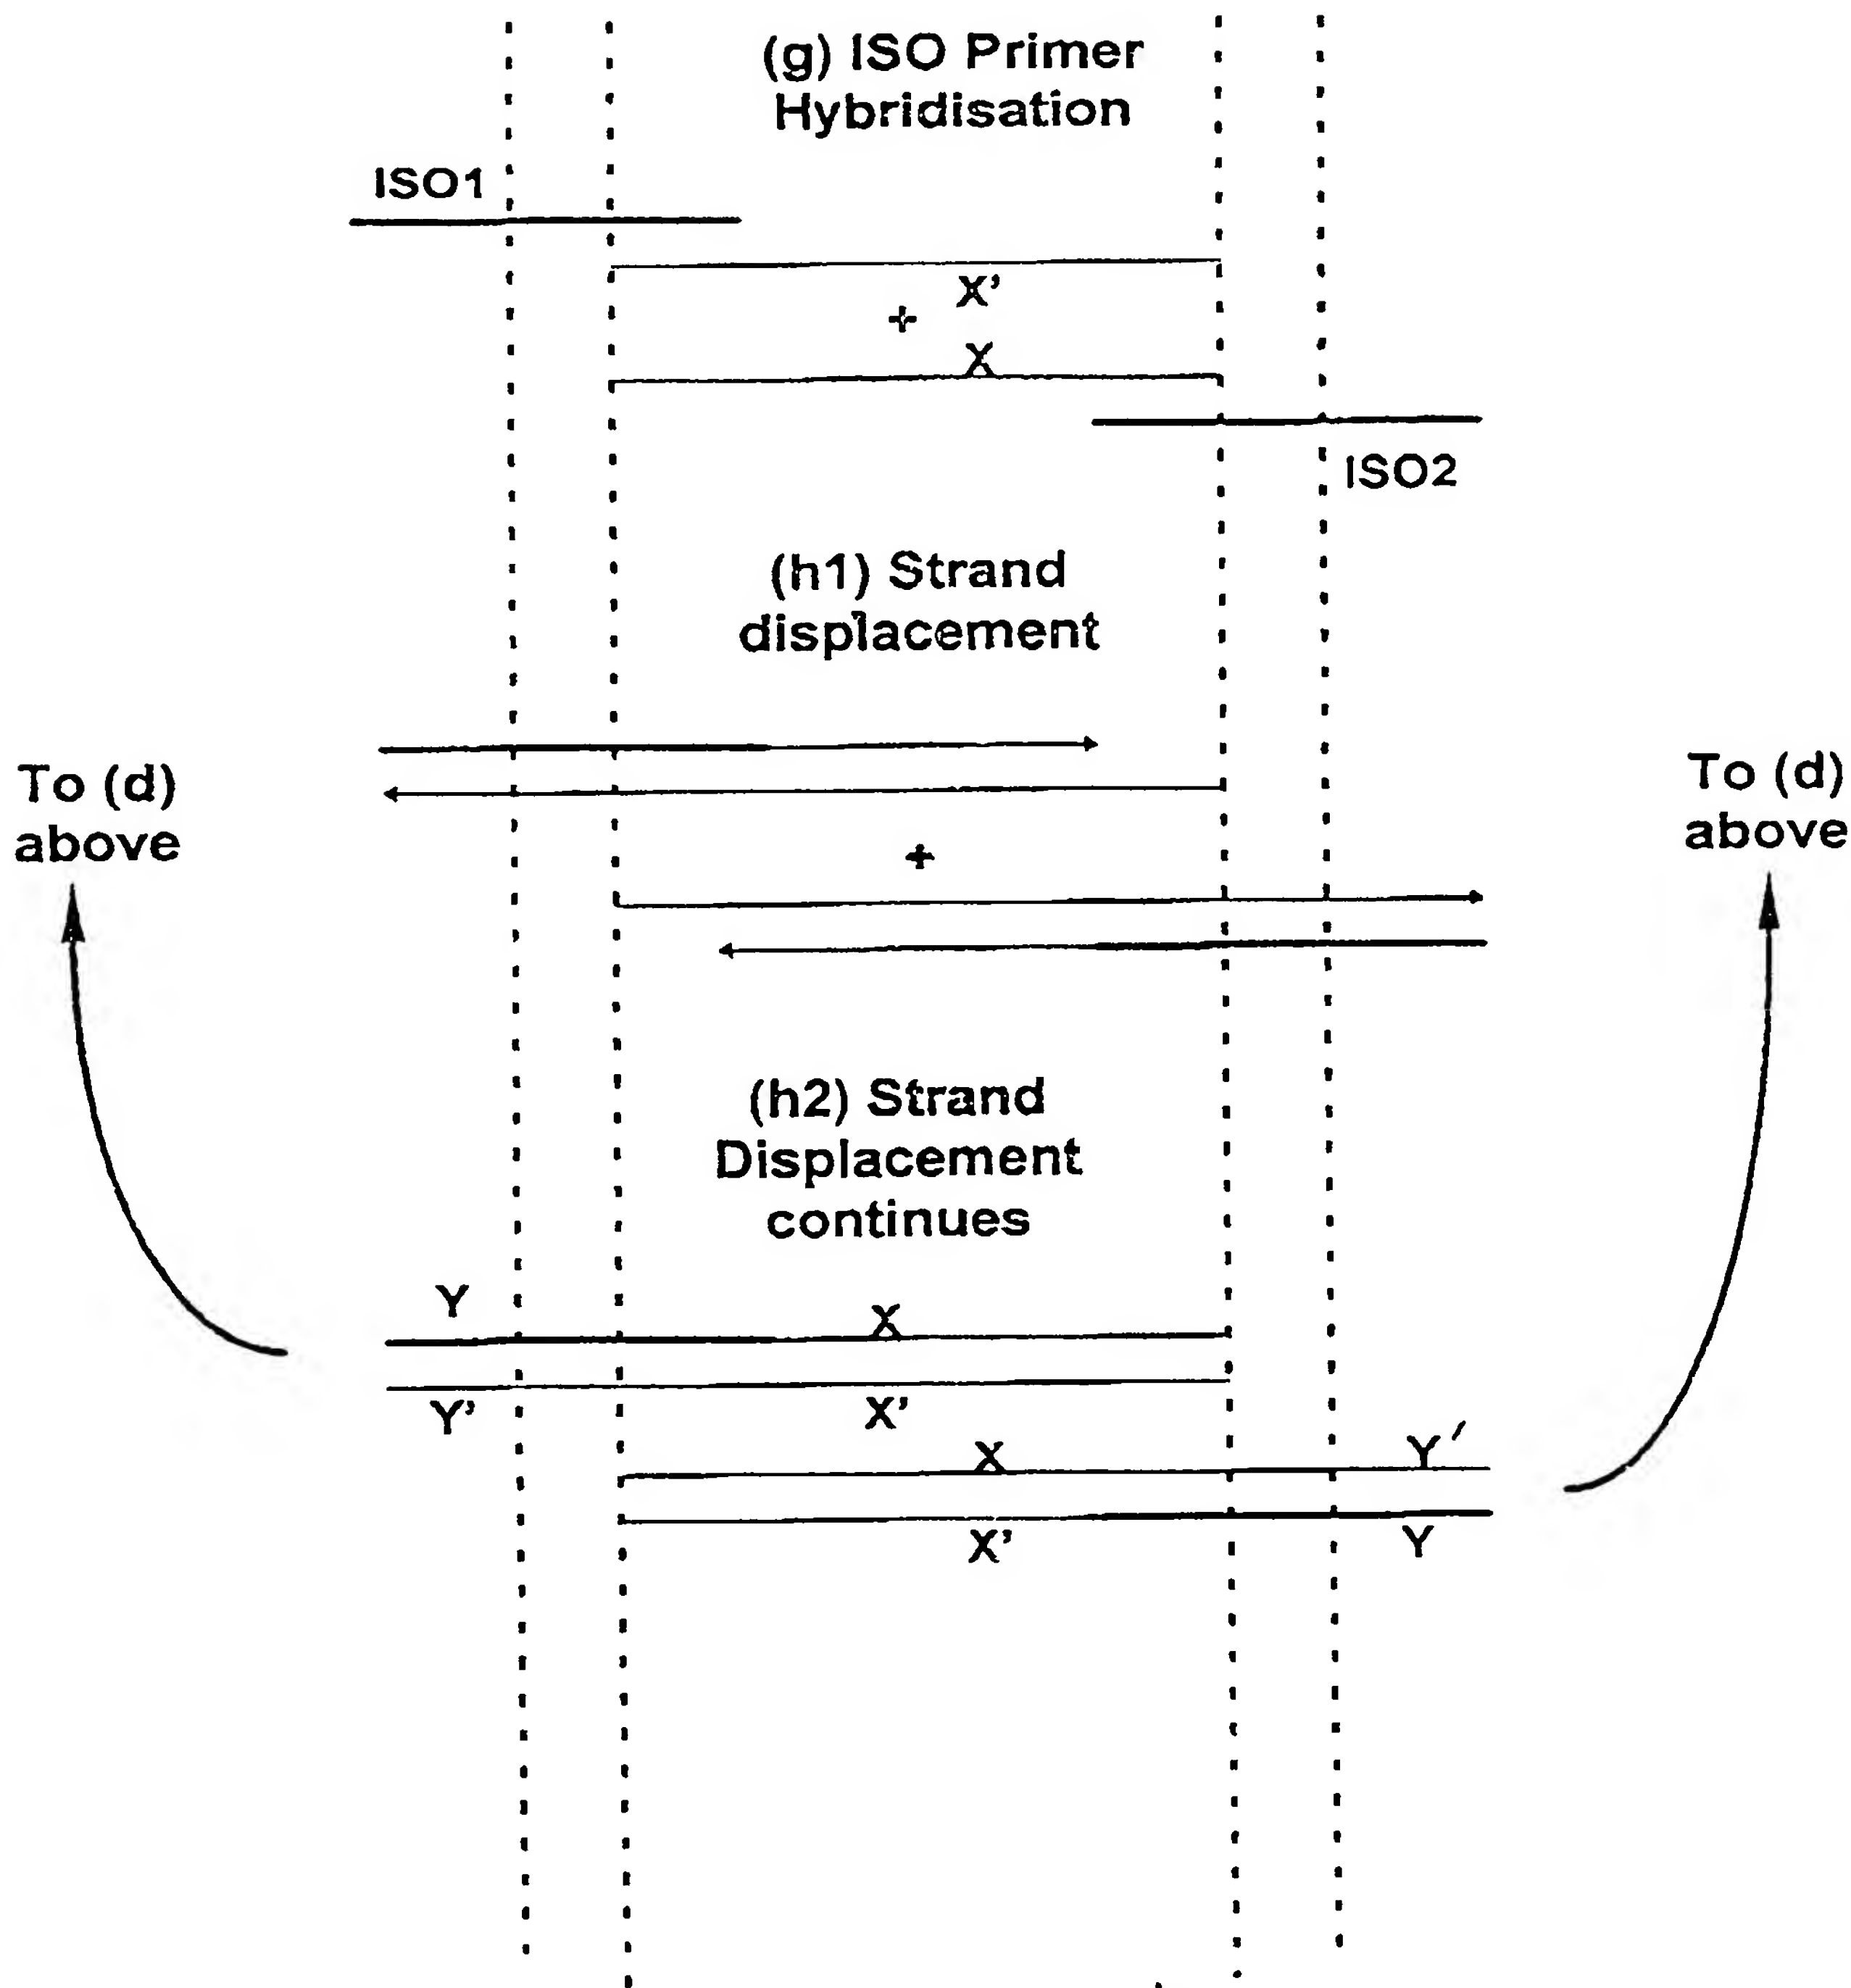 (g) ISO Primer
Hybridisation
ISO1
X'
+
X
ISO2
(h1) Strand
displacement
To (d)
above
To (d)
above
+
(h2) Strand
Displacement
continues
Y
X
Y'
X'
X
Y'
X'
Y